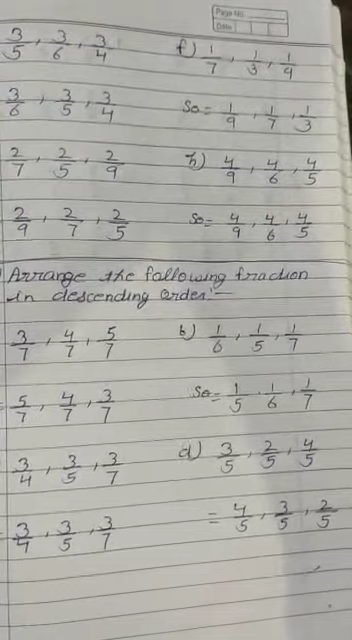 Page No.
Date
3/5, 3/6, 3/4
f) 1/7, 1/3, 1/9
3/6, 3/5, 3/4
So = 1/9, 1/7, 1/3
2/7, 2/5, 2/9
h) 4/9, 4/6, 4/5
2/9, 2/7, 2/5
So = 4/9, 4/6, 4/5
Arrange the following fraction
in descending order:-
3/7, 4/7, 5/7
b) 1/6, 1/5, 1/7
= 5/7, 4/7, 3/7
So = 1/5, 1/6, 1/7
3/4, 3/5, 3/7
d) 3/5, 2/5, 4/5
= 3/4, 3/5, 3/7
= 4/5, 3/5, 2/5